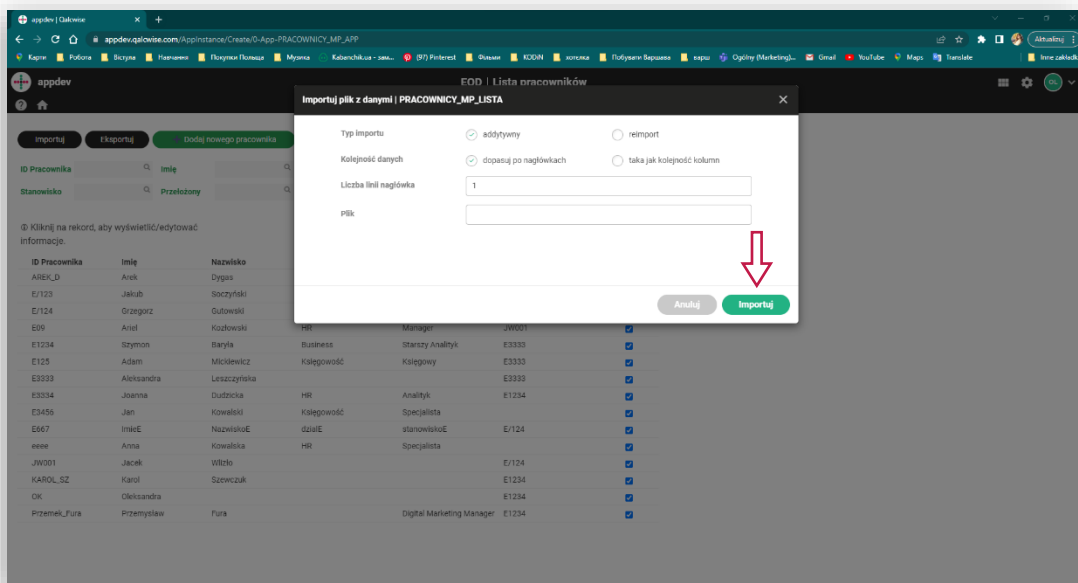 appdev | Qalcwise
appdev.qalcwise.com/AppInstance/Create/0-App-PRACOWNICY_MP_APP
Aktualizuj
Карти Робота Вісгула Навчання Покупки Польща Музика Kabanchik.ua - зам... (97) Pinterest Фільми KODiN хотелка Побувати Варшава варш Ogólny (Marketing)... Gmail YouTube Maps Translate Inne zakładki
appdev
EOD | Lista pracowników
OL
Importuj Eksportuj Dodaj nowego pracownika
ID Pracownika Imię
Stanowisko Przełożony
Kliknij na rekord, aby wyświetlić/edytować
informacje.
Importuj plik z danymi | PRACOWNICY_MP_LISTA
Typ importu addytywny reimport
Kolejność danych dopasuj po nagłówkach taka jak kolejność kolumn
Liczba linii nagłówka 1
Plik
Anuluj Importuj
ID Pracownika Imię Nazwisko
AREK_D Arek Dygas
E/123 Jakub Soczyński
E/124 Grzegorz Gutowski
E09 Ariel Kozłowski HR Manager JW001
E1234 Szymon Baryła Business Starszy Analityk E3333
E125 Adam Mickiewicz Księgowość Księgowy E3333
E3333 Aleksandra Leszczyńska E3333
E3334 Joanna Dudzicka HR Analityk E1234
E3456 Jan Kowalski Księgowość Specjalista
E667 ImieE NazwiskoE dzialE stanowiskoE E/124
eeee Anna Kowalska HR Specjalista
JW001 Jacek Wilzło E/124
KAROL_SZ Karol Szewczuk E1234
OK Oleksandra E1234
Przemek_Fura Przemysław Fura Digital Marketing Manager E1234